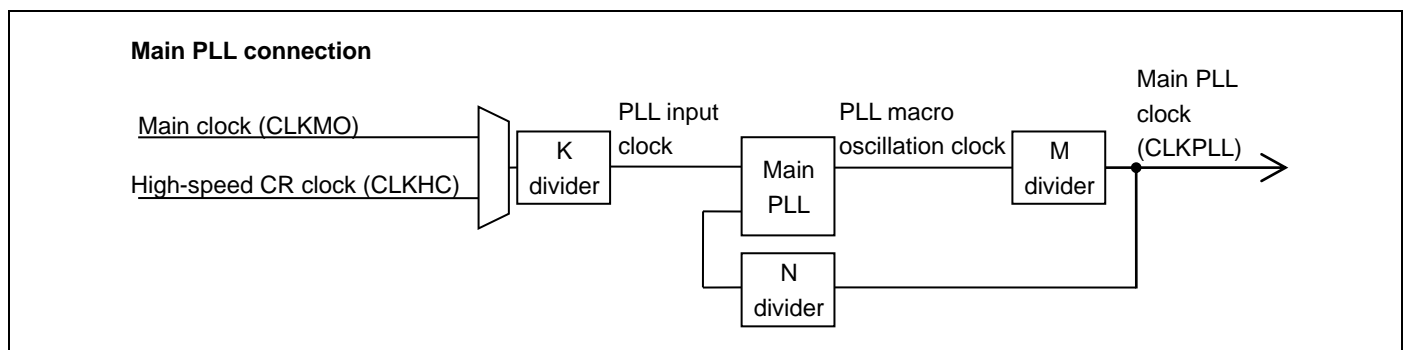 Main PLL connection
Main clock (CLKMO)
High-speed CR clock (CLKHC)
K
divider
PLL input
clock
Main
PLL
PLL macro
oscillation clock
M
divider
Main PLL
clock
(CLKPLL)
N
divider